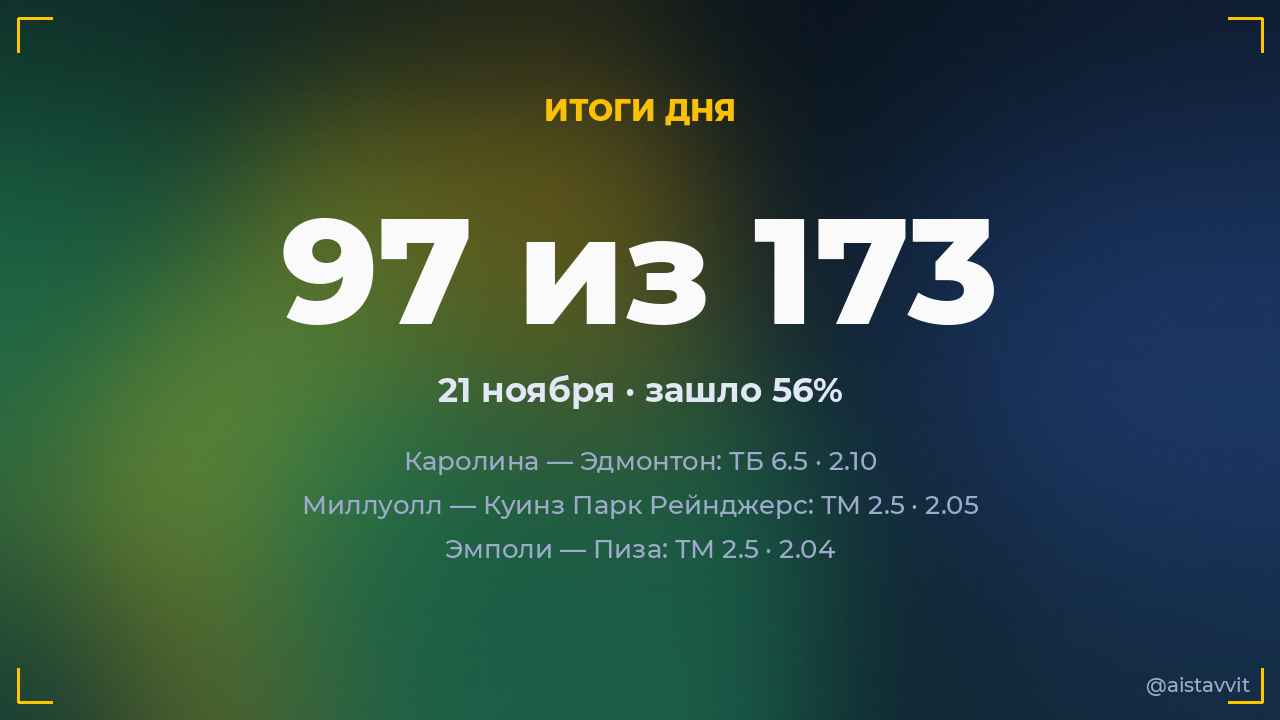 ИТОГИ ДНЯ
97 из 173
21 ноября · зашло 56%
Каролина — Эдмонтон: ТБ 6.5 · 2.10
Миллуолл — Куинз Парк Рейнджерс: ТМ 2.5 · 2.05
Эмполи — Пиза: ТМ 2.5 · 2.04
@aistavvit